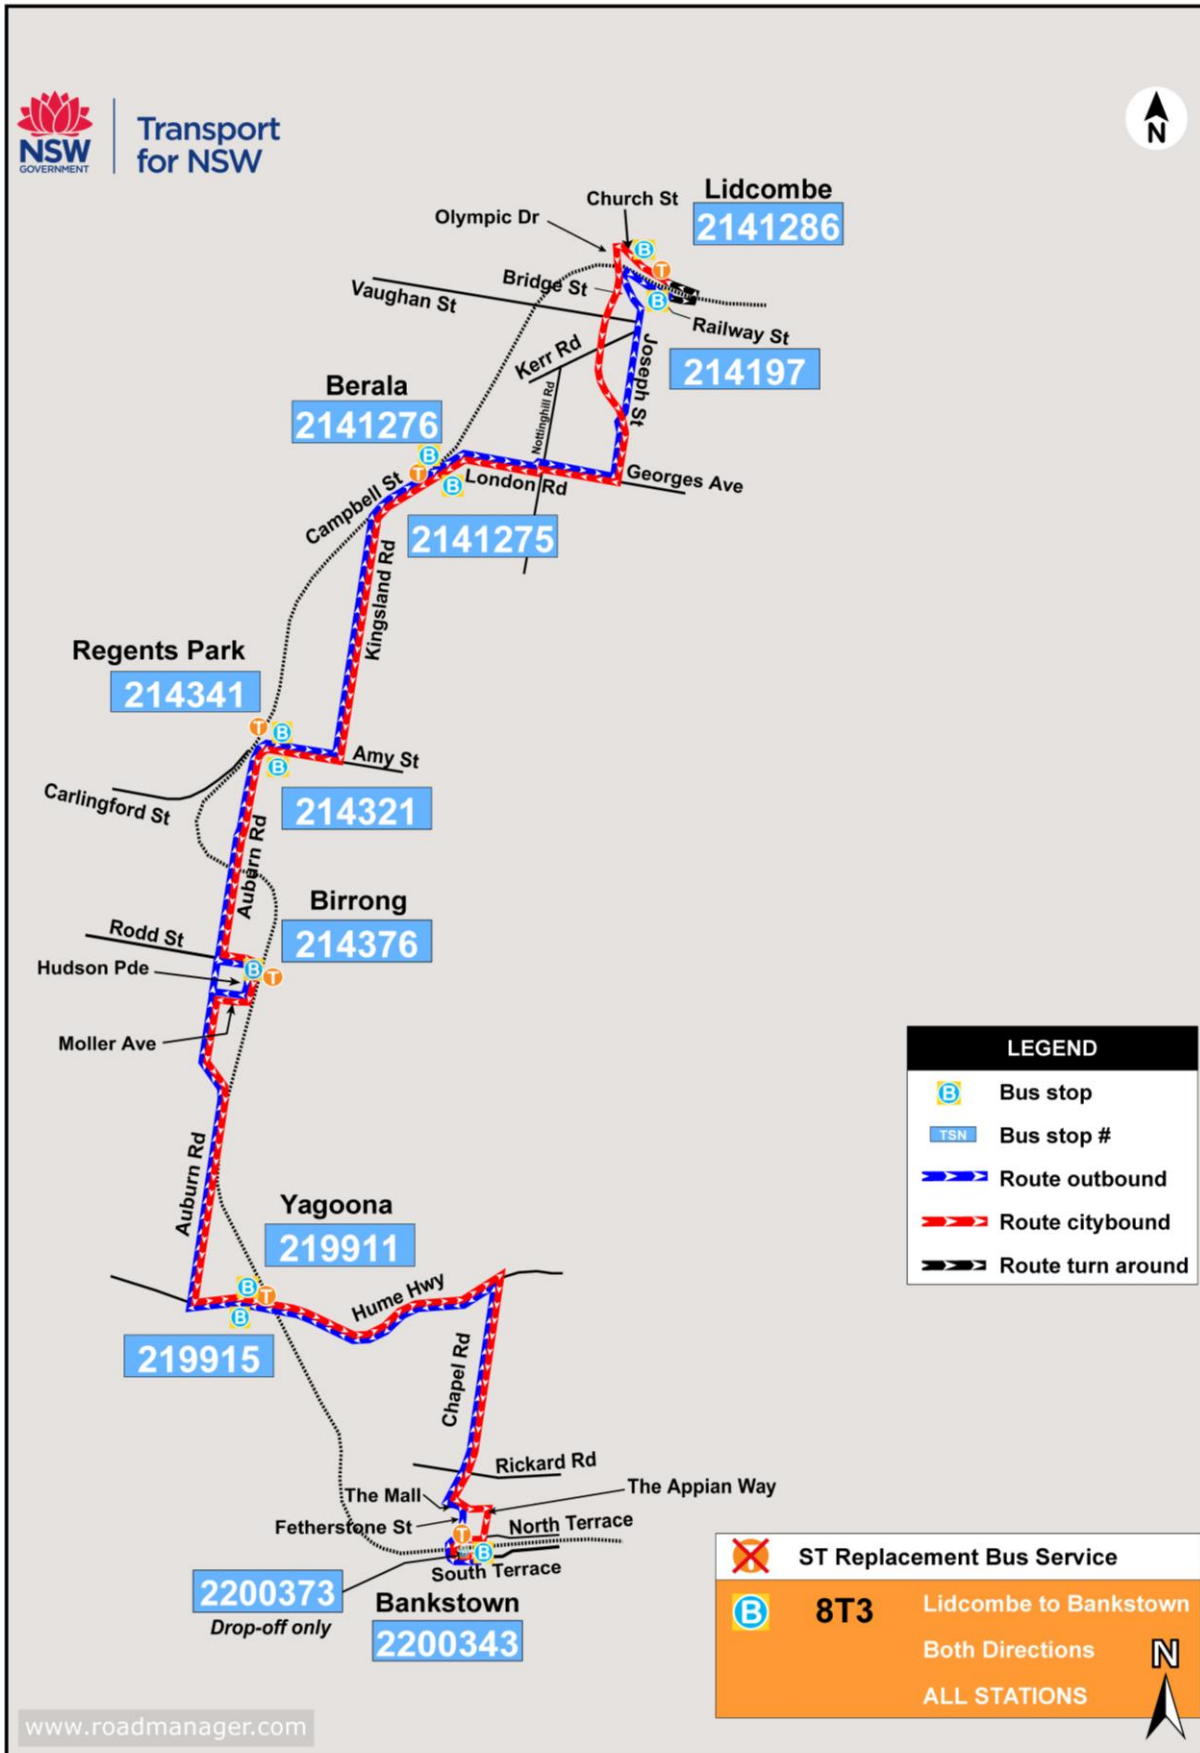 NSW
GOVERNMENT
Transport
for NSW
N
Church St
Lidcombe
2141286
Olympic Dr
Bridge St
Vaughan St
Railway St
214197
Kerr Rd
Joseph St
Nottinghill Rd
Berala
2141276
Campbell St
London Rd
Georges Ave
2141275
Kingsland Rd
Regents Park
214341
Amy St
Carlingford St
214321
Auburn Rd
Birrong
214376
Rodd St
Hudson Pde
Moller Ave
LEGEND
Bus stop
TSN
Bus stop #
Route outbound
Route citybound
Route turn around
Auburn Rd
Yagoona
219911
Hume Hwy
219915
Chapel Rd
Rickard Rd
The Mall
The Appian Way
Fetherstone St
North Terrace
South Terrace
2200373
Drop-off only
Bankstown
2200343
ST Replacement Bus Service
B
8T3
Lidcombe to Bankstown
Both Directions
ALL STATIONS
N
www.roadmanager.com